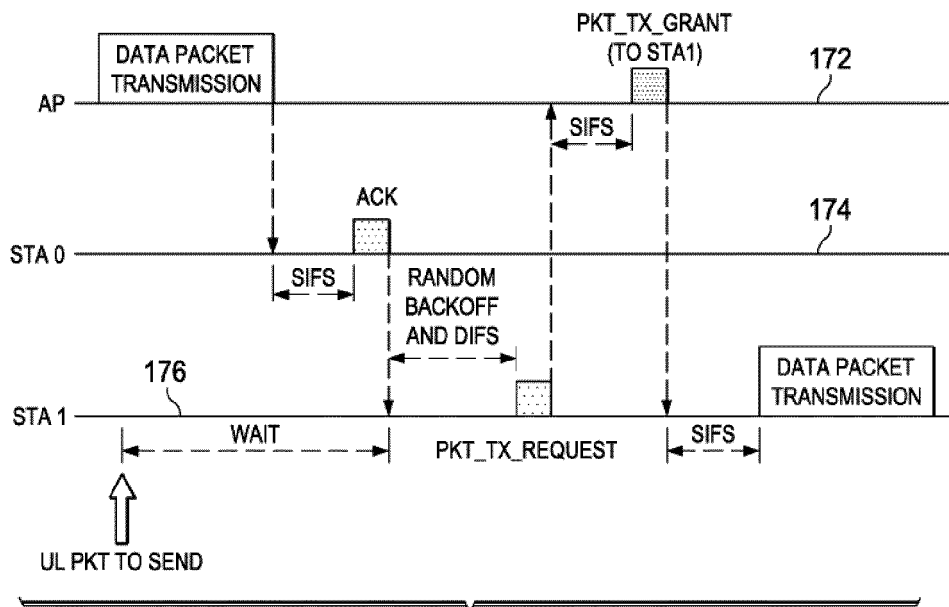 PKT_TX_GRANT
(TO STA1)
DATA PACKET
TRANSMISSION
172
AP
SIFS
ACK
174
STA 0
SIFS
RANDOM
BACKOFF
AND DIFS
176
DATA PACKET
TRANSMISSION
STA 1
WAIT
PKT_TX_REQUEST
SIFS
UL PKT TO SEND